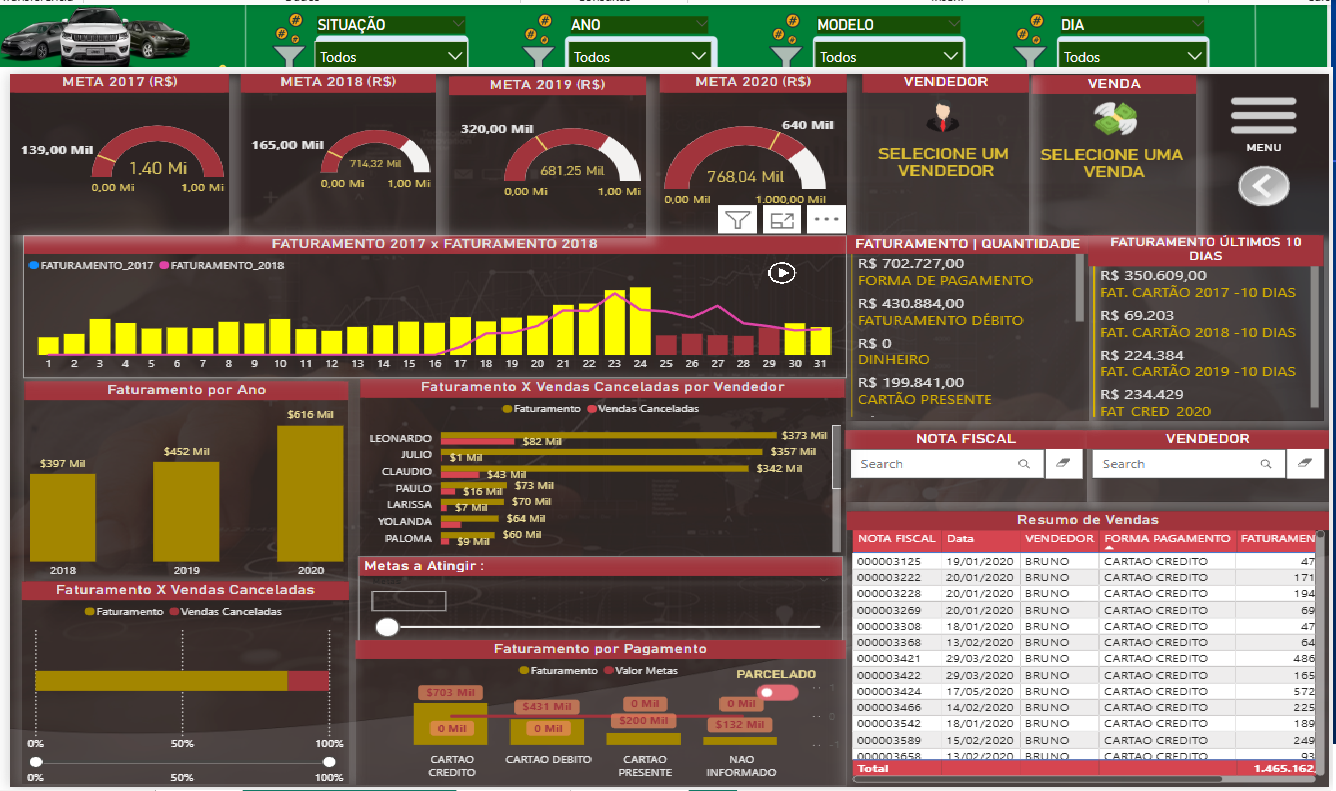 SITUAÇÃO
Todos
ANO
Todos
MODELO
Todos
DIA
Todos
META 2017 (R$)
139,00 Mil
1,40 Mi
0,00 Mi
1,00 Mi
META 2018 (R$)
165,00 Mil
714,32 Mil
0,00 Mi
1,00 Mi
META 2019 (R$)
320,00 Mil
681,25 Mil
0,00 Mi
1,00 Mi
META 2020 (R$)
640 Mil
768,04 Mil
0,00 Mil
1.000,00 Mil
VENDEDOR
SELECIONE UM
VENDEDOR
VENDA
SELECIONE UMA
VENDA
MENU
FATURAMENTO 2017 x FATURAMENTO 2018
FATURAMENTO_2017 FATURAMENTO_2018
1 2 3 4 5 6 7 8 9 10 11 12 13 14 15 16 17 18 19 20 21 22 23 24 25 26 27 28 29 30 31
FATURAMENTO | QUANTIDADE
R$ 702.727,00
FORMA DE PAGAMENTO
R$ 430.884,00
FATURAMENTO DÉBITO
R$ 0
DINHEIRO
R$ 199.841,00
CARTÃO PRESENTE
FATURAMENTO ÚLTIMOS 10
DIAS
R$ 350.609,00
FAT. CARTÃO 2017 -10 DIAS
R$ 69.203
FAT. CARTÃO 2018 -10 DIAS
R$ 224.384
FAT. CARTÃO 2019 -10 DIAS
R$ 234.429
FAT CRED 2020
Faturamento por Ano
$397 Mil
$452 Mil
$616 Mil
2018 2019 2020
Faturamento X Vendas Canceladas por Vendedor
Faturamento Vendas Canceladas
LEONARDO $373 Mil
$82 Mil
JULIO $357 Mil
$1 Mil
CLAUDIO $342 Mil
$43 Mil
PAULO $73 Mil
$16 Mil
LARISSA $70 Mil
$7 Mil
YOLANDA $64 Mil
PALOMA $60 Mil
$9 Mil
NOTA FISCAL
Search
VENDEDOR
Search
Faturamento X Vendas Canceladas
Faturamento Vendas Canceladas
0% 50% 100%
0% 50% 100%
Metas a Atingir :
Faturamento por Pagamento
Faturamento Valor Metas
PARCELADO
$703 Mil
0 Mil
$431 Mil
0 Mil
0 Mil
$200 Mil
0 Mil
$132 Mil
1
0
-1
CARTAO
CREDITO
CARTAO DEBITO
CARTAO
PRESENTE
NAO
INFORMADO
Resumo de Vendas
NOTA FISCAL Data VENDEDOR FORMA PAGAMENTO FATURAMEN
000003125 19/01/2020 BRUNO CARTAO CREDITO 47
000003222 20/01/2020 BRUNO CARTAO CREDITO 171
000003228 20/01/2020 BRUNO CARTAO CREDITO 194
000003269 20/01/2020 BRUNO CARTAO CREDITO 69
000003308 18/01/2020 BRUNO CARTAO CREDITO 47
000003368 13/02/2020 BRUNO CARTAO CREDITO 64
000003421 29/03/2020 BRUNO CARTAO CREDITO 486
000003422 29/03/2020 BRUNO CARTAO CREDITO 165
000003424 17/05/2020 BRUNO CARTAO CREDITO 572
000003466 14/02/2020 BRUNO CARTAO CREDITO 225
000003542 18/01/2020 BRUNO CARTAO CREDITO 189
000003589 15/02/2020 BRUNO CARTAO CREDITO 249
000003658 13/02/2020 BRUNO CARTAO CREDITO 93
Total 1.465.162,